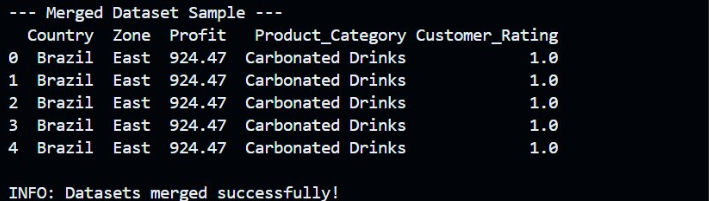 --- Merged Dataset Sample ---
  Country  Zone  Profit   Product_Category Customer_Rating
0  Brazil  East  924.47  Carbonated Drinks             1.0
1  Brazil  East  924.47  Carbonated Drinks             1.0
2  Brazil  East  924.47  Carbonated Drinks             1.0
3  Brazil  East  924.47  Carbonated Drinks             1.0
4  Brazil  East  924.47  Carbonated Drinks             1.0
INFO: Datasets merged successfully!